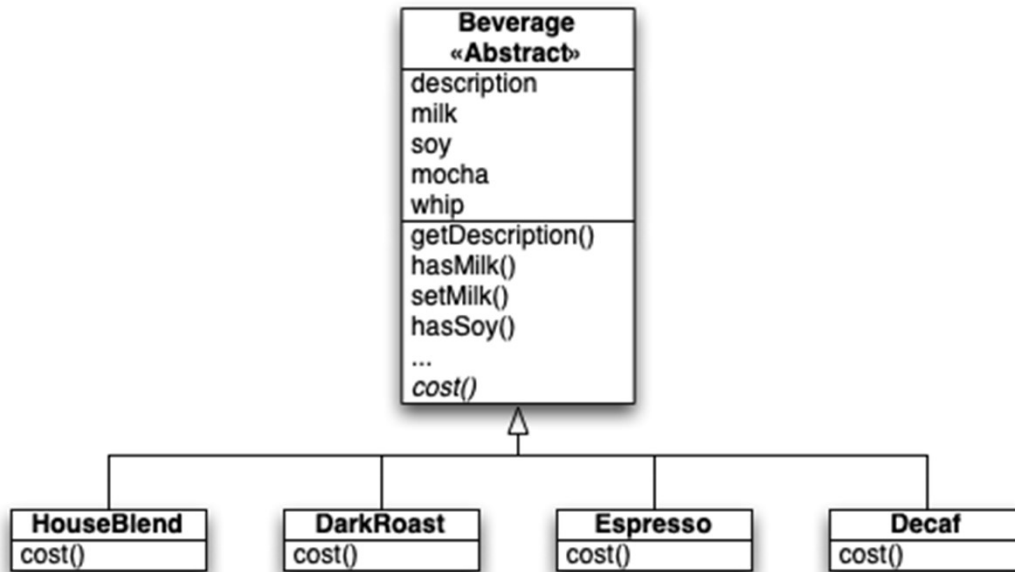 Beverage
«Abstract»
description
milk
soy
mocha
whip
getDescription()
hasMilk()
setMilk()
hasSoy()
...
cost()
HouseBlend
cost()
DarkRoast
cost()
Espresso
cost()
Decaf
cost()